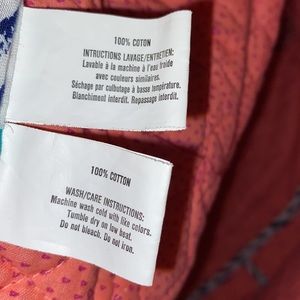 100% COTON
INTRUCTIONS LAVAGE/ENTRETIEN:
Lavable à la machine à l'eau froide
avec couleurs similaires.
Séchage par culbutage à basse température.
Blanchiment interdit. Repassage interdit.
100% COTTON
WASH/CARE INSTRUCTIONS:
Machine wash cold with like colors.
Tumble dry on low heat.
Do not bleach. Do not iron.